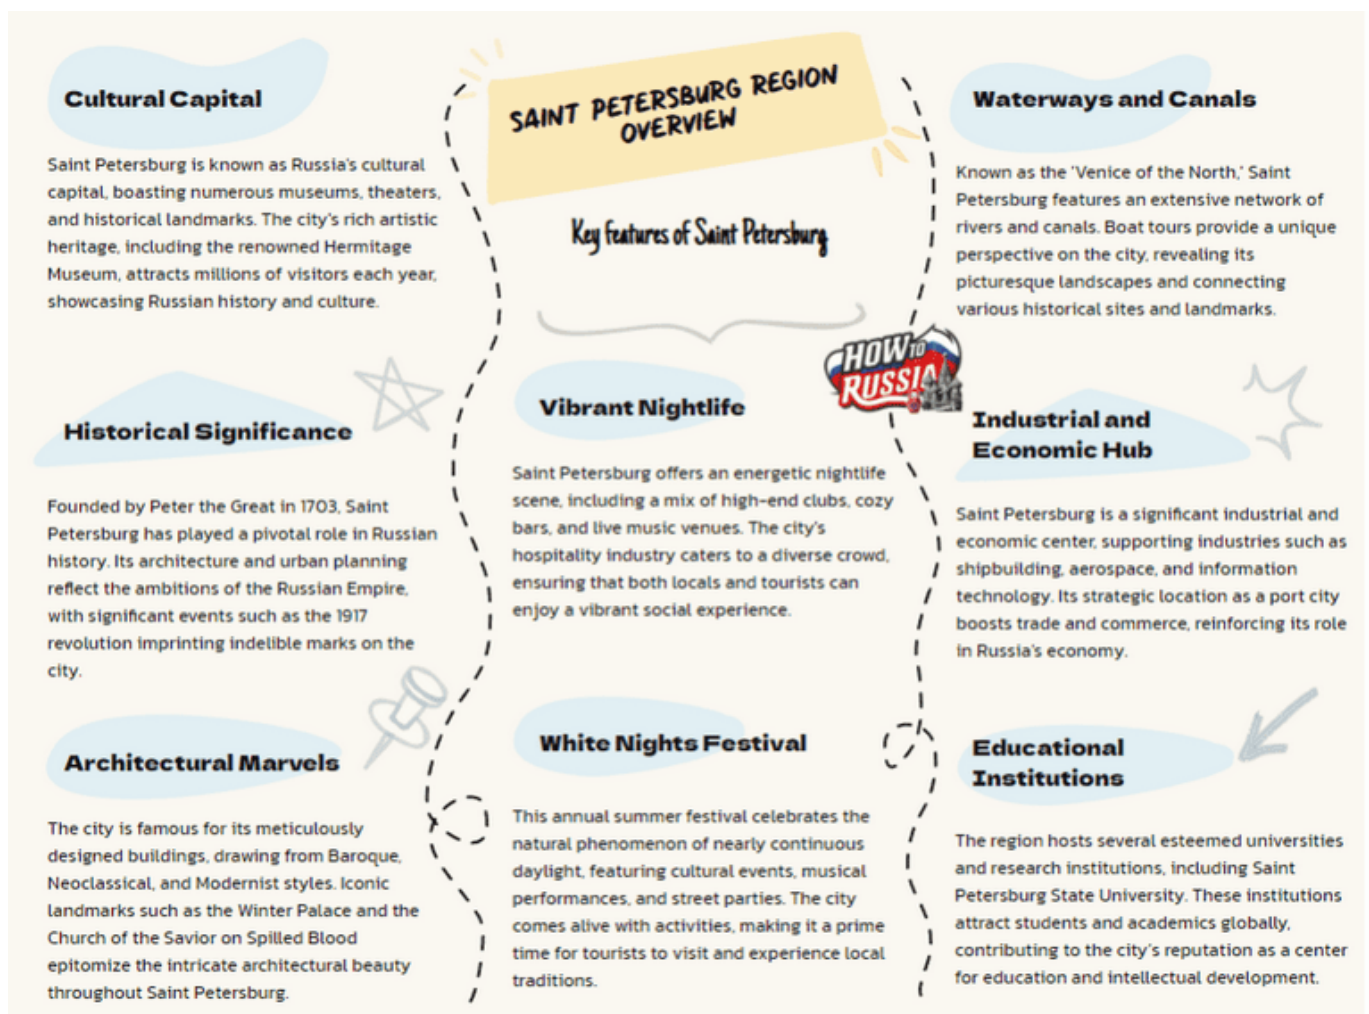 Cultural Capital
Saint Petersburg is known as Russia's cultural
capital, boasting numerous museums, theaters,
and historical landmarks. The city's rich artistic
heritage, including the renowned Hermitage
Museum, attracts millions of visitors each year,
showcasing Russian history and culture.
Historical Significance
Founded by Peter the Great in 1703, Saint
Petersburg has played a pivotal role in Russian
history. Its architecture and urban planning
reflect the ambitions of the Russian Empire,
with significant events such as the 1917
revolution imprinting indelible marks on the
city.
Architectural Marvels
The city is famous for its meticulously
designed buildings, drawing from Baroque,
Neoclassical, and Modernist styles. Iconic
landmarks such as the Winter Palace and the
Church of the Savior on Spilled Blood
epitomize the intricate architectural beauty
throughout Saint Petersburg.
SAINT PETERSBURG REGION
OVERVIEW
Key features of Saint Petersburg
Vibrant Nightlife
Saint Petersburg offers an energetic nightlife
scene, including a mix of high-end clubs, cozy
bars, and live music venues. The city's
hospitality industry caters to a diverse crowd,
ensuring that both locals and tourists can
enjoy a vibrant social experience.
White Nights Festival
This annual summer festival celebrates the
natural phenomenon of nearly continuous
daylight, featuring cultural events, musical
performances, and street parties. The city
comes alive with activities, making it a prime
time for tourists to visit and experience local
traditions.
HOW TO
RUSSIA
Waterways and Canals
Known as the 'Venice of the North,' Saint
Petersburg features an extensive network of
rivers and canals. Boat tours provide a unique
perspective on the city, revealing its
picturesque landscapes and connecting
various historical sites and landmarks.
Industrial and
Economic Hub
Saint Petersburg is a significant industrial and
economic center, supporting industries such as
shipbuilding, aerospace, and information
technology. Its strategic location as a port city
boosts trade and commerce, reinforcing its role
in Russia's economy.
Educational
Institutions
The region hosts several esteemed universities
and research institutions, including Saint
Petersburg State University. These institutions
attract students and academics globally,
contributing to the city's reputation as a center
for education and intellectual development.